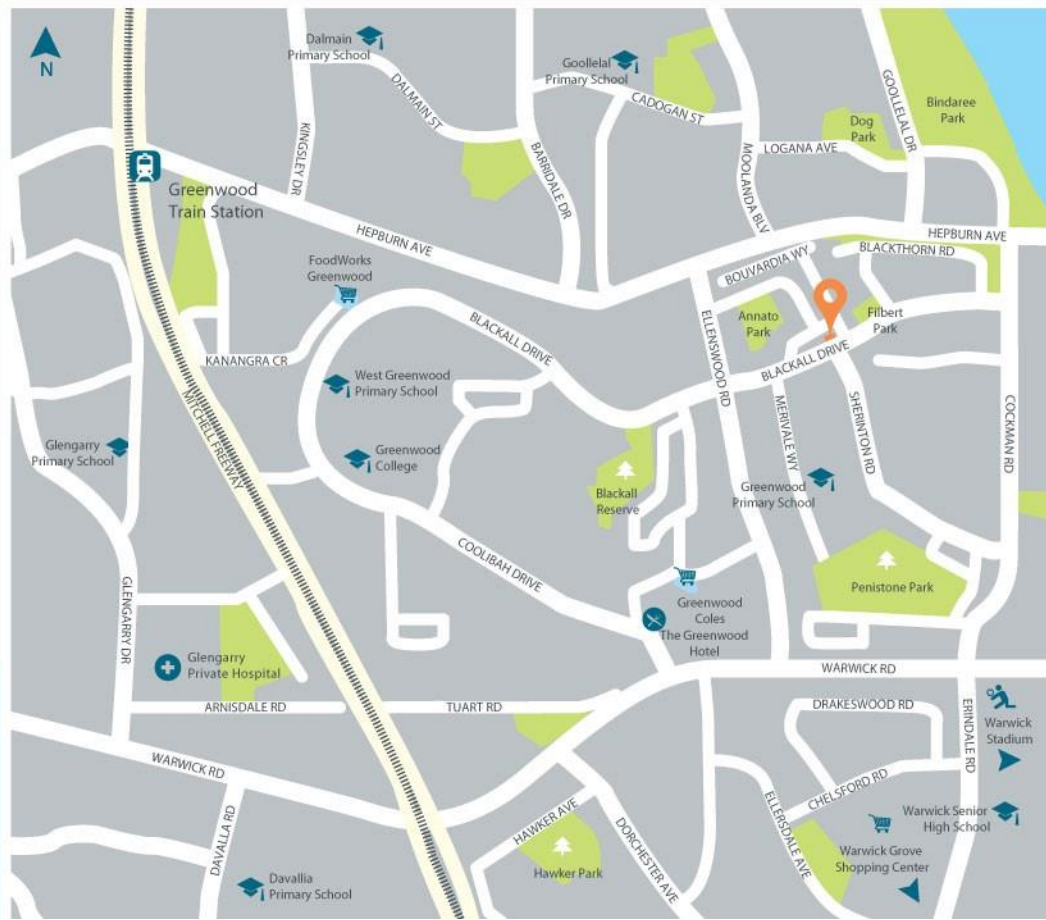 N
Dalmain
Primary School
DALMAIN ST
KINGSLEY DR
Goollelal
Primary School
CADOGAN ST
BARRIDALE DR
MOOLANDA BLV
GOOLLELAL DR
Bindaree
Park
Dog
Park
LOGANA AVE
Greenwood
Train Station
HEPBURN AVE
HEPBURN AVE
BLACKTHORN RD
BOUVARDIA WY
FoodWorks
Greenwood
BLACKALL DRIVE
ELLENSWOOD RD
Annato
Park
Filbert
Park
BLACKALL DRIVE
KANANGRA CR
MITCHELL FREEWAY
West Greenwood
Primary School
MERIVALE WY
SHERINTON RD
COCKMAN RD
Glengarry
Primary School
Greenwood
College
Blackall
Reserve
Greenwood
Primary School
COOLIBAH DRIVE
Penistone Park
GLENGARRY DR
Greenwood
Coles
The Greenwood
Hotel
Glengarry
Private Hospital
WARWICK RD
ARNISDALE RD
TUART RD
DRAKESWOOD RD
ERINDALE RD
Warwick
Stadium
WARWICK RD
CHELSFORD RD
ELLERSDALE AVE
DAVALLA RD
HAWKER AVE
DORCHESTER AVE
Warwick Senior
High School
Warwick Grove
Shopping Center
Hawker Park
Davallia
Primary School